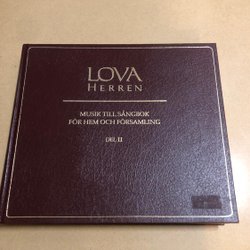 LOVA
HERREN
MUSIK TILL SÅNGBOK
FÖR HEM OCH FÖRSAMLING
DEL II